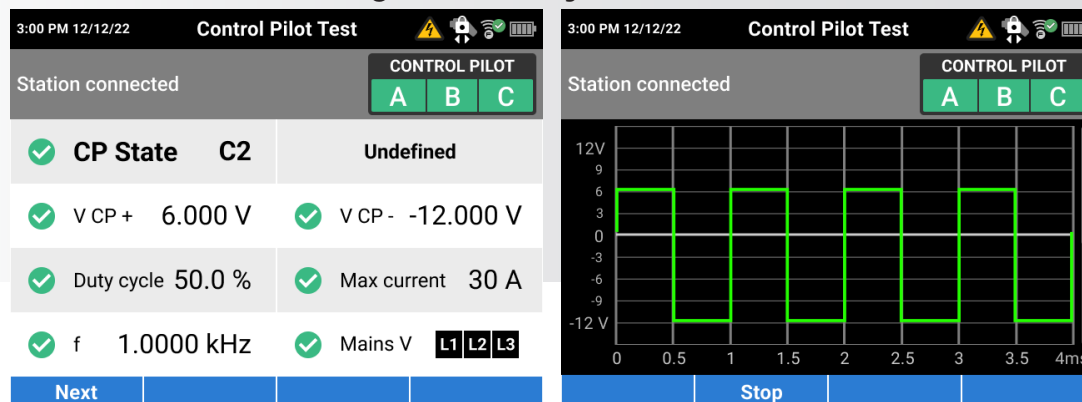 3:00 PM 12/12/22 Control Pilot Test
Station connected
CONTROL PILOT
A B C
CP State C2 Undefined
V CP + 6.000 V V CP - -12.000 V
Duty cycle 50.0 % Max current 30 A
f 1.0000 kHz Mains V L1 L2 L3
Next
3:00 PM 12/12/22 Control Pilot Test
Station connected
CONTROL PILOT
A B C
12V
9
6
3
0
-3
-6
-9
-12 V
0 0.5 1 1.5 2 2.5 3 3.5 4ms
Stop